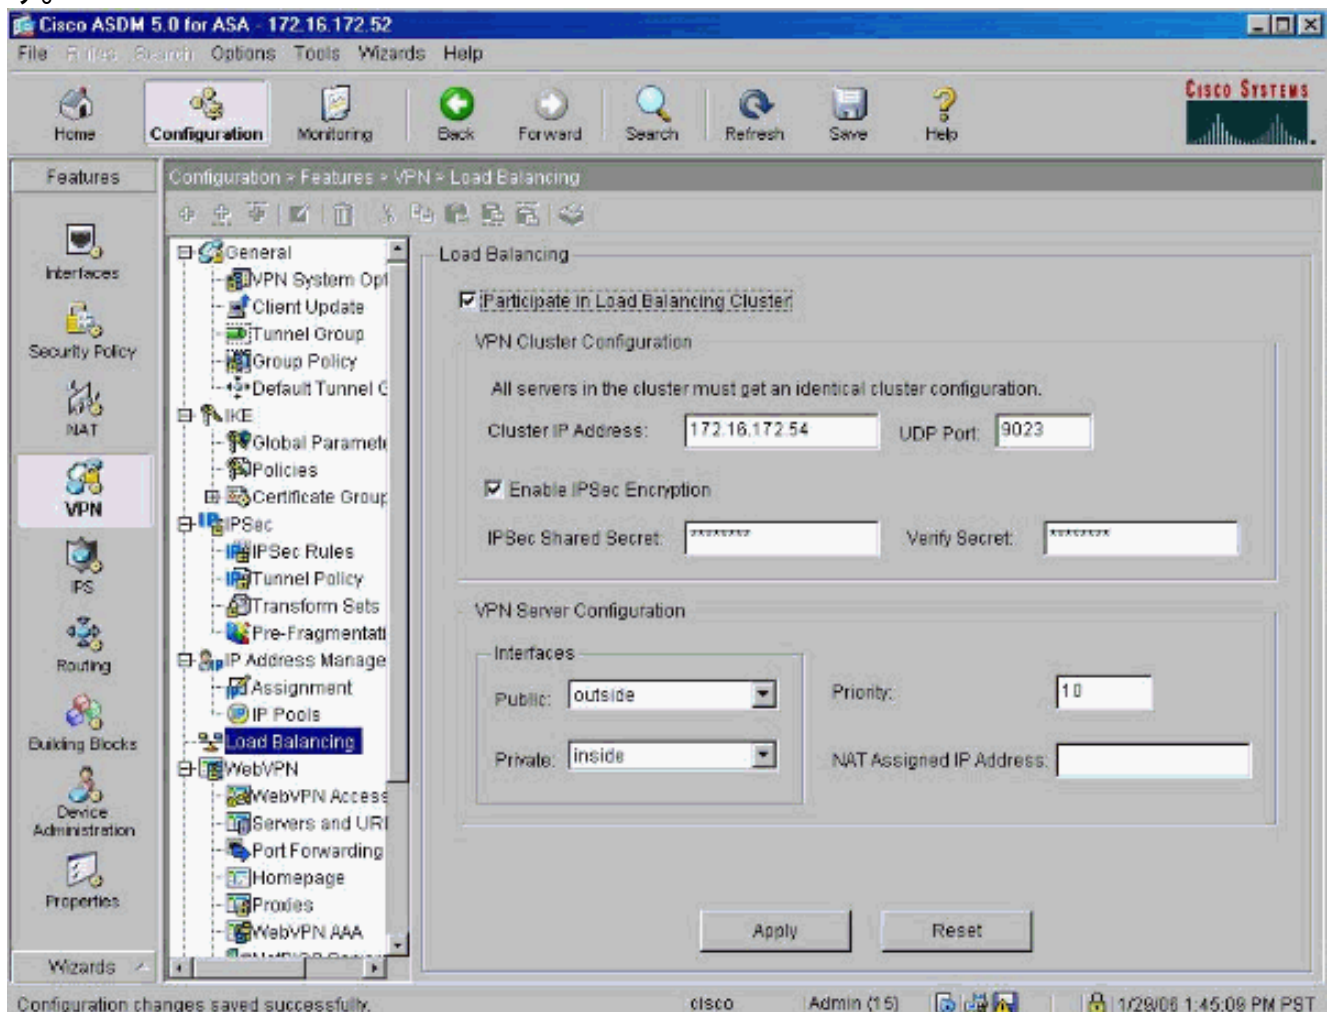 す。
Cisco ASDM 5.0 for ASA - 172.16.172.52
File Rules Search Options Tools Wizards Help
Home Configuration Monitoring Back Forward Search Refresh Save Help
CISCO SYSTEMS
Features
Configuration > Features > VPN > Load Balancing
Interfaces
Security Policy
NAT
VPN
IPS
Routing
Building Blocks
Device
Administration
Properties
Wizards
General
VPN System Opt
Client Update
Tunnel Group
Group Policy
Default Tunnel G
IKE
Global Paramete
Policies
Certificate Group
IPSec
IPSec Rules
Tunnel Policy
Transform Sets
Pre-Fragmentati
IP Address Manage
Assignment
IP Pools
Load Balancing
WebVPN
WebVPN Access
Servers and URL
Port Forwarding
Homepage
Proxies
WebVPN AAA
Load Balancing
Participate in Load Balancing Cluster
VPN Cluster Configuration
All servers in the cluster must get an identical cluster configuration.
Cluster IP Address: 172.16.172.54 UDP Port: 9023
Enable IPSec Encryption
IPSec Shared Secret: ******** Verify Secret: ********
VPN Server Configuration
Interfaces
Public: outside
Priority: 10
Private: inside
NAT Assigned IP Address:
Apply Reset
Configuration changes saved successfully. cisco Admin (15) 1/29/06 1:45:09 PM PST